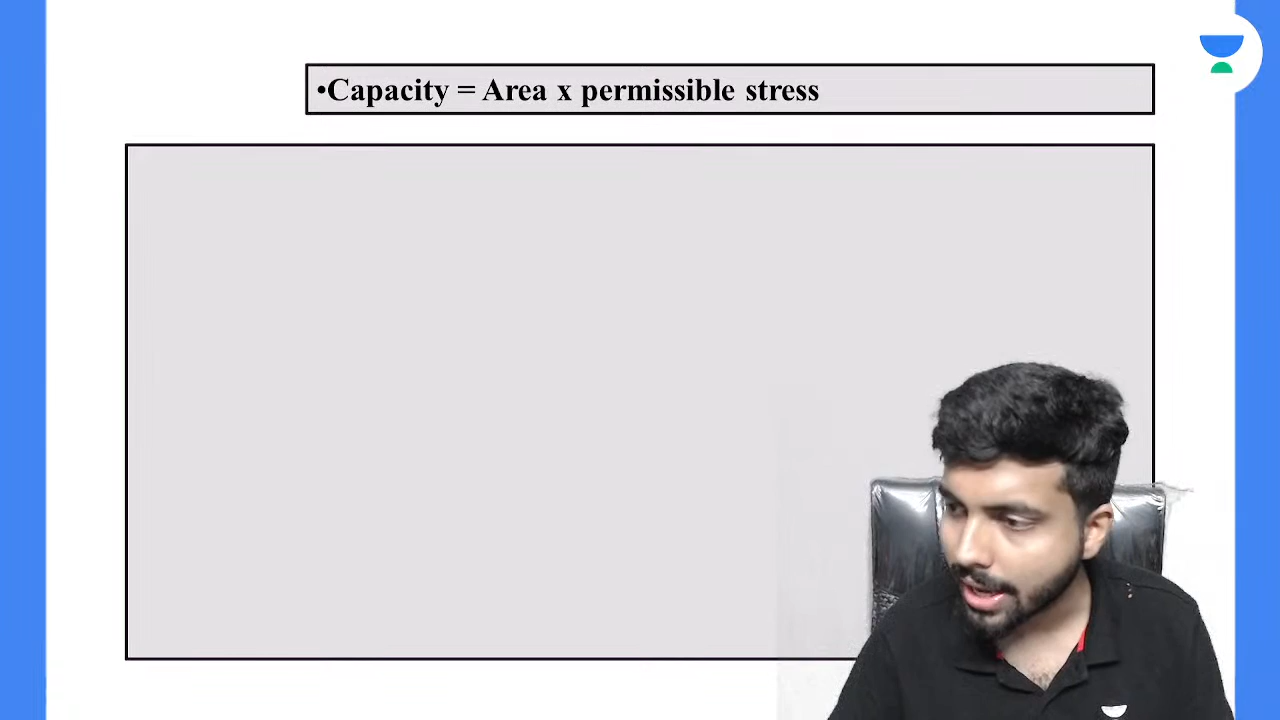 •Capacity = Area x permissible stress